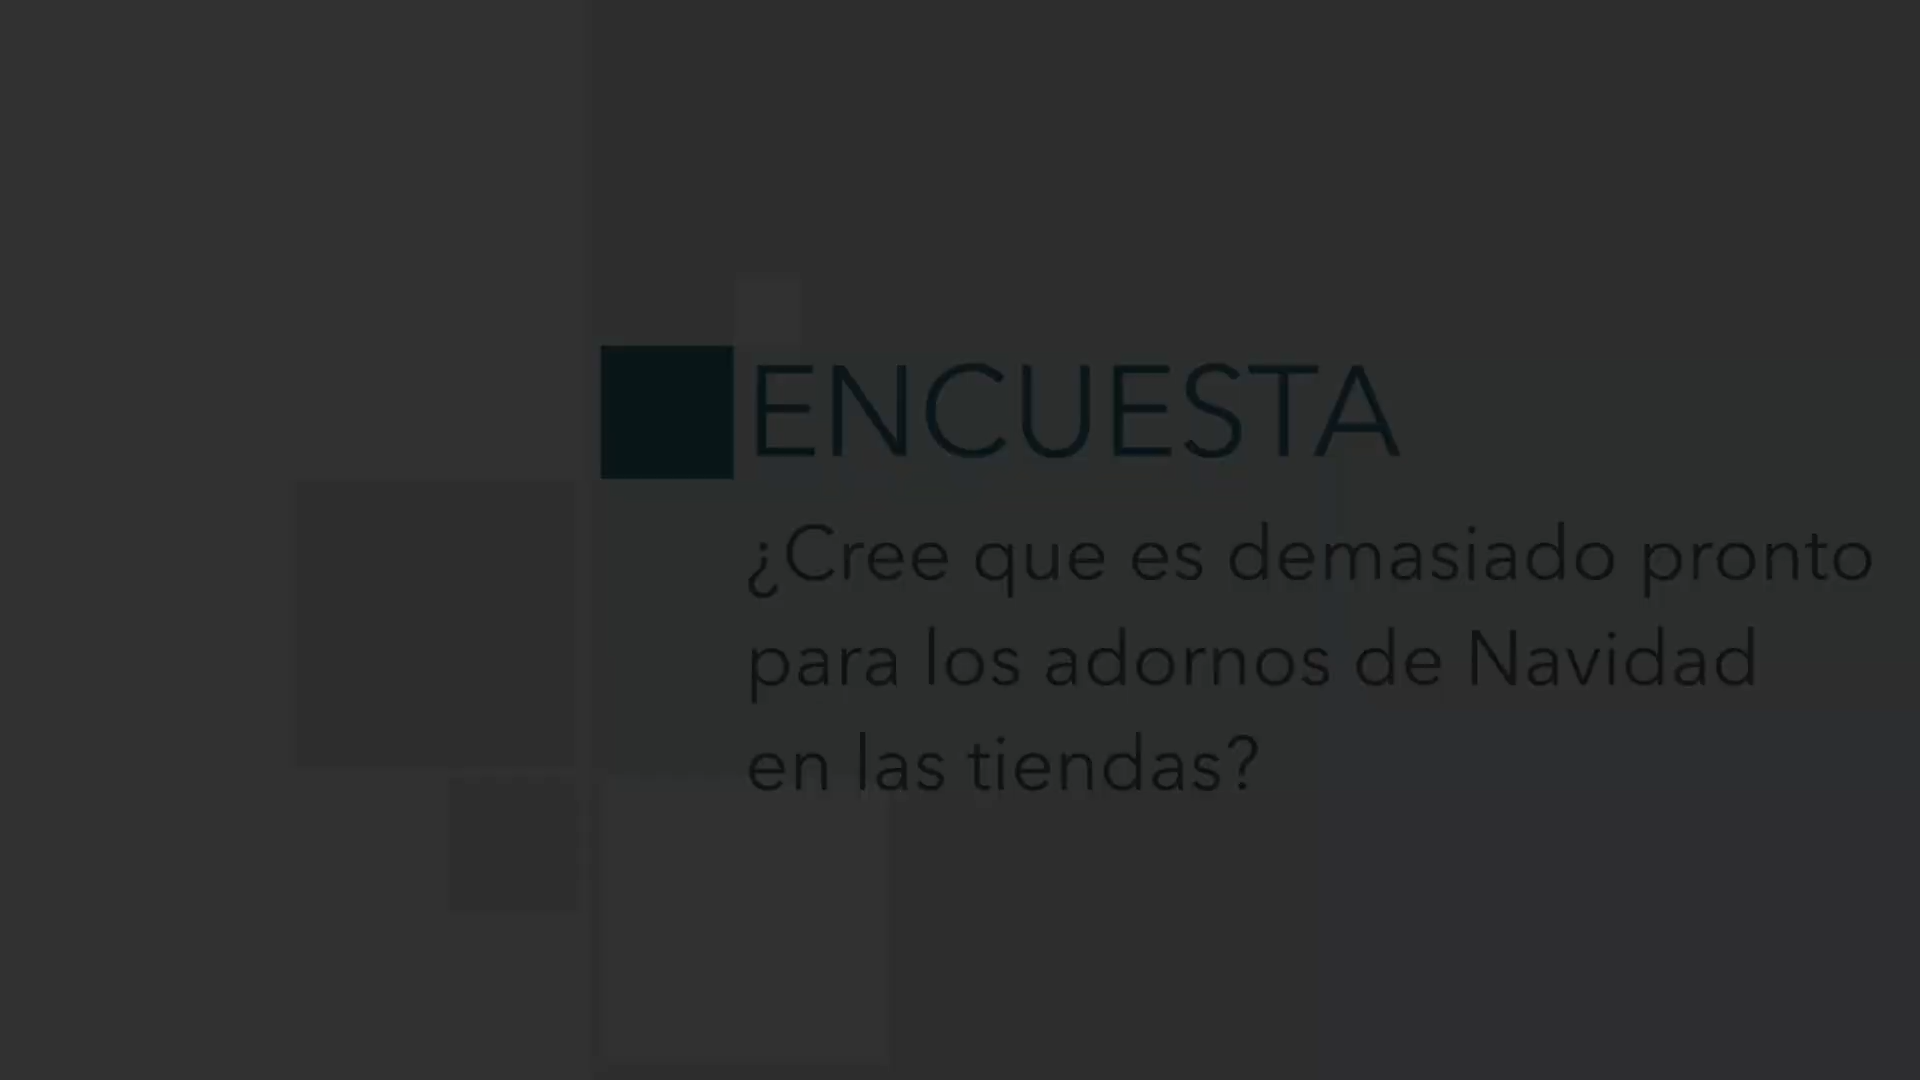 ENCUESTA
¿Cree que es demasiado pronto
para los adornos de Navidad
en las tiendas?